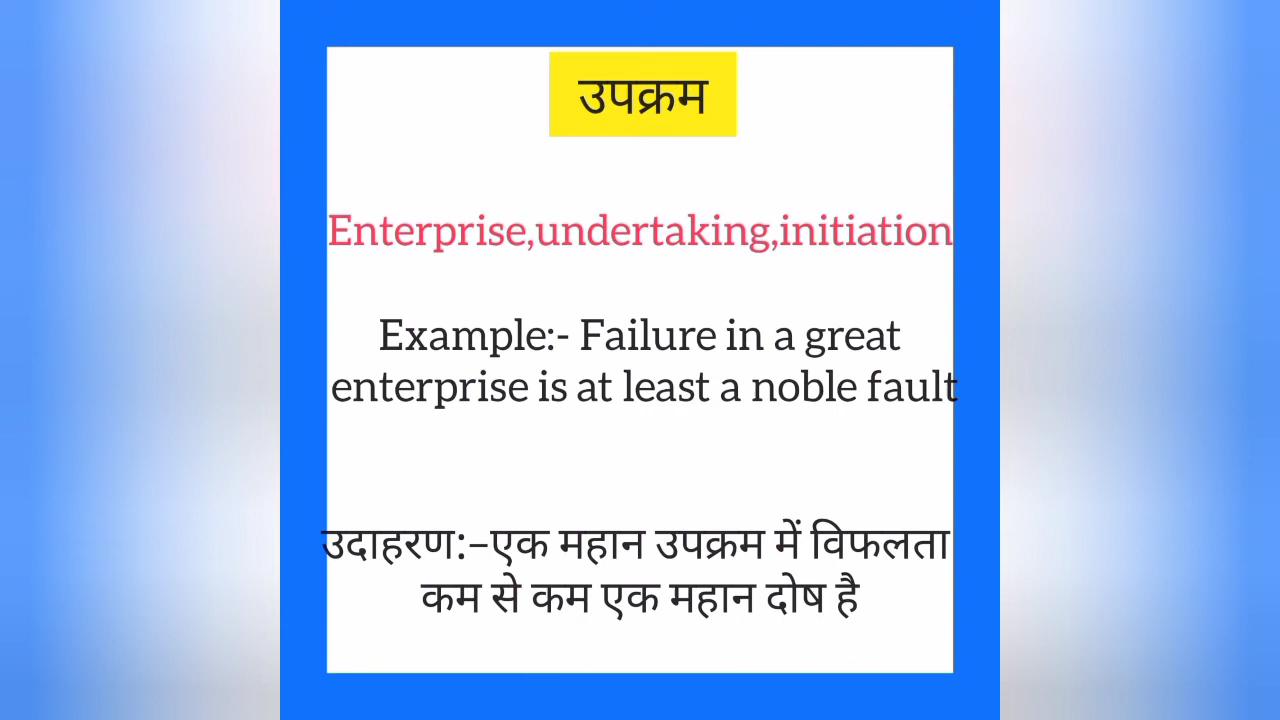 उपक्रम
Enterprise,undertaking,initiation
Example:- Failure in a great
enterprise is at least a noble fault
उदाहरण:–एक महान उपक्रम में विफलता
कम से कम एक महान दोष है